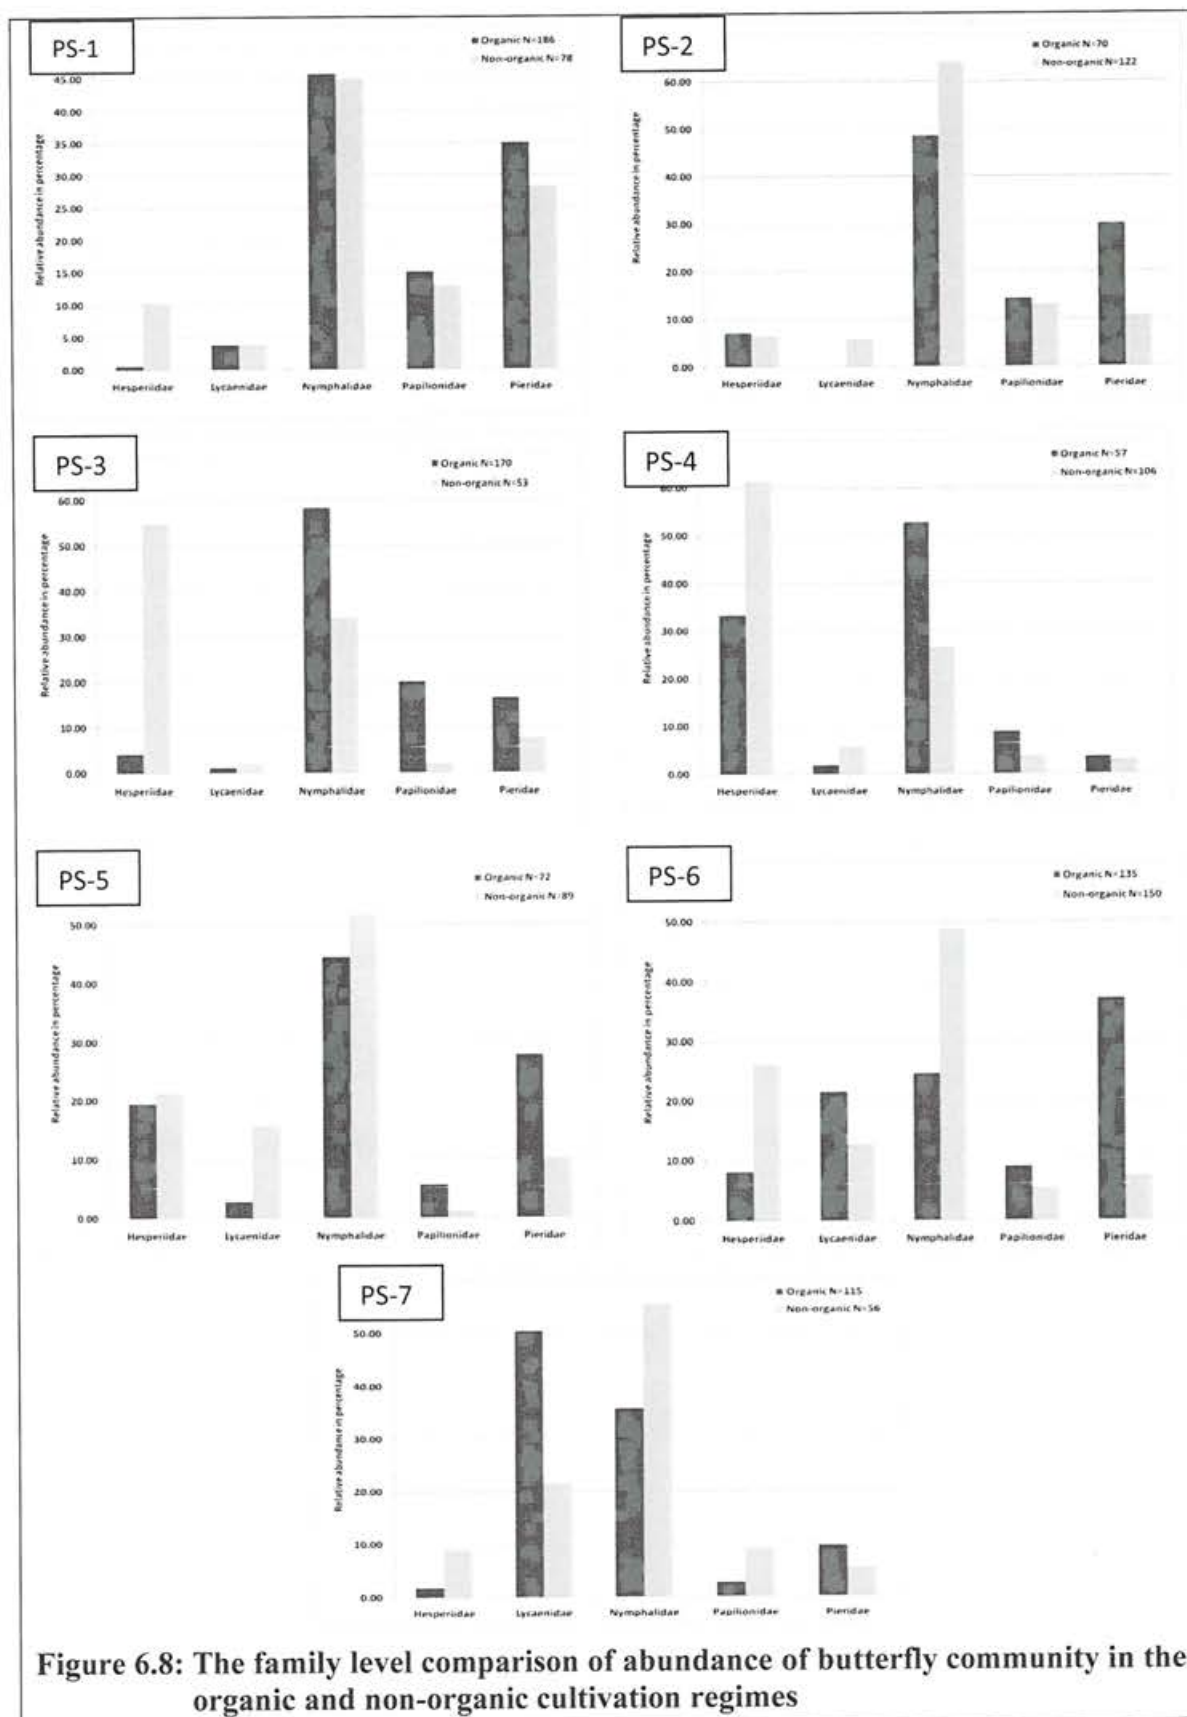 PS-1
■ Organic N=186
Non-organic N=78
Relative abundance in percentage
45.00
40.00
35.00
30.00
25.00
20.00
15.00
10.00
5.00
0.00
Hesperiidae Lycaenidae Nymphalidae Papilionidae Pieridae
PS-2
■ Organic N=70
Non-organic N=122
Relative abundance in percentage
60.00
50.00
40.00
30.00
20.00
10.00
0.00
Hesperiidae Lycaenidae Nymphalidae Papilionidae Pieridae
PS-3
■ Organic N=170
Non-organic N=53
Relative abundance in percentage
60.00
50.00
40.00
30.00
20.00
10.00
0.00
Hesperiidae Lycaenidae Nymphalidae Papilionidae Pieridae
PS-4
■ Organic N=57
Non-organic N=106
Relative abundance in percentage
60.00
50.00
40.00
30.00
20.00
10.00
0.00
Hesperiidae Lycaenidae Nymphalidae Papilionidae Pieridae
PS-5
■ Organic N=72
Non-organic N=89
Relative abundance in percentage
50.00
40.00
30.00
20.00
10.00
0.00
Hesperiidae Lycaenidae Nymphalidae Papilionidae Pieridae
PS-6
■ Organic N=135
Non-organic N=150
Relative abundance in percentage
50.00
40.00
30.00
20.00
10.00
0.00
Hesperiidae Lycaenidae Nymphalidae Papilionidae Pieridae
PS-7
■ Organic N=115
Non-organic N=56
Relative abundance in percentage
50.00
40.00
30.00
20.00
10.00
0.00
Hesperiidae Lycaenidae Nymphalidae Papilionidae Pieridae
Figure 6.8: The family level comparison of abundance of butterfly community in the
organic and non-organic cultivation regimes